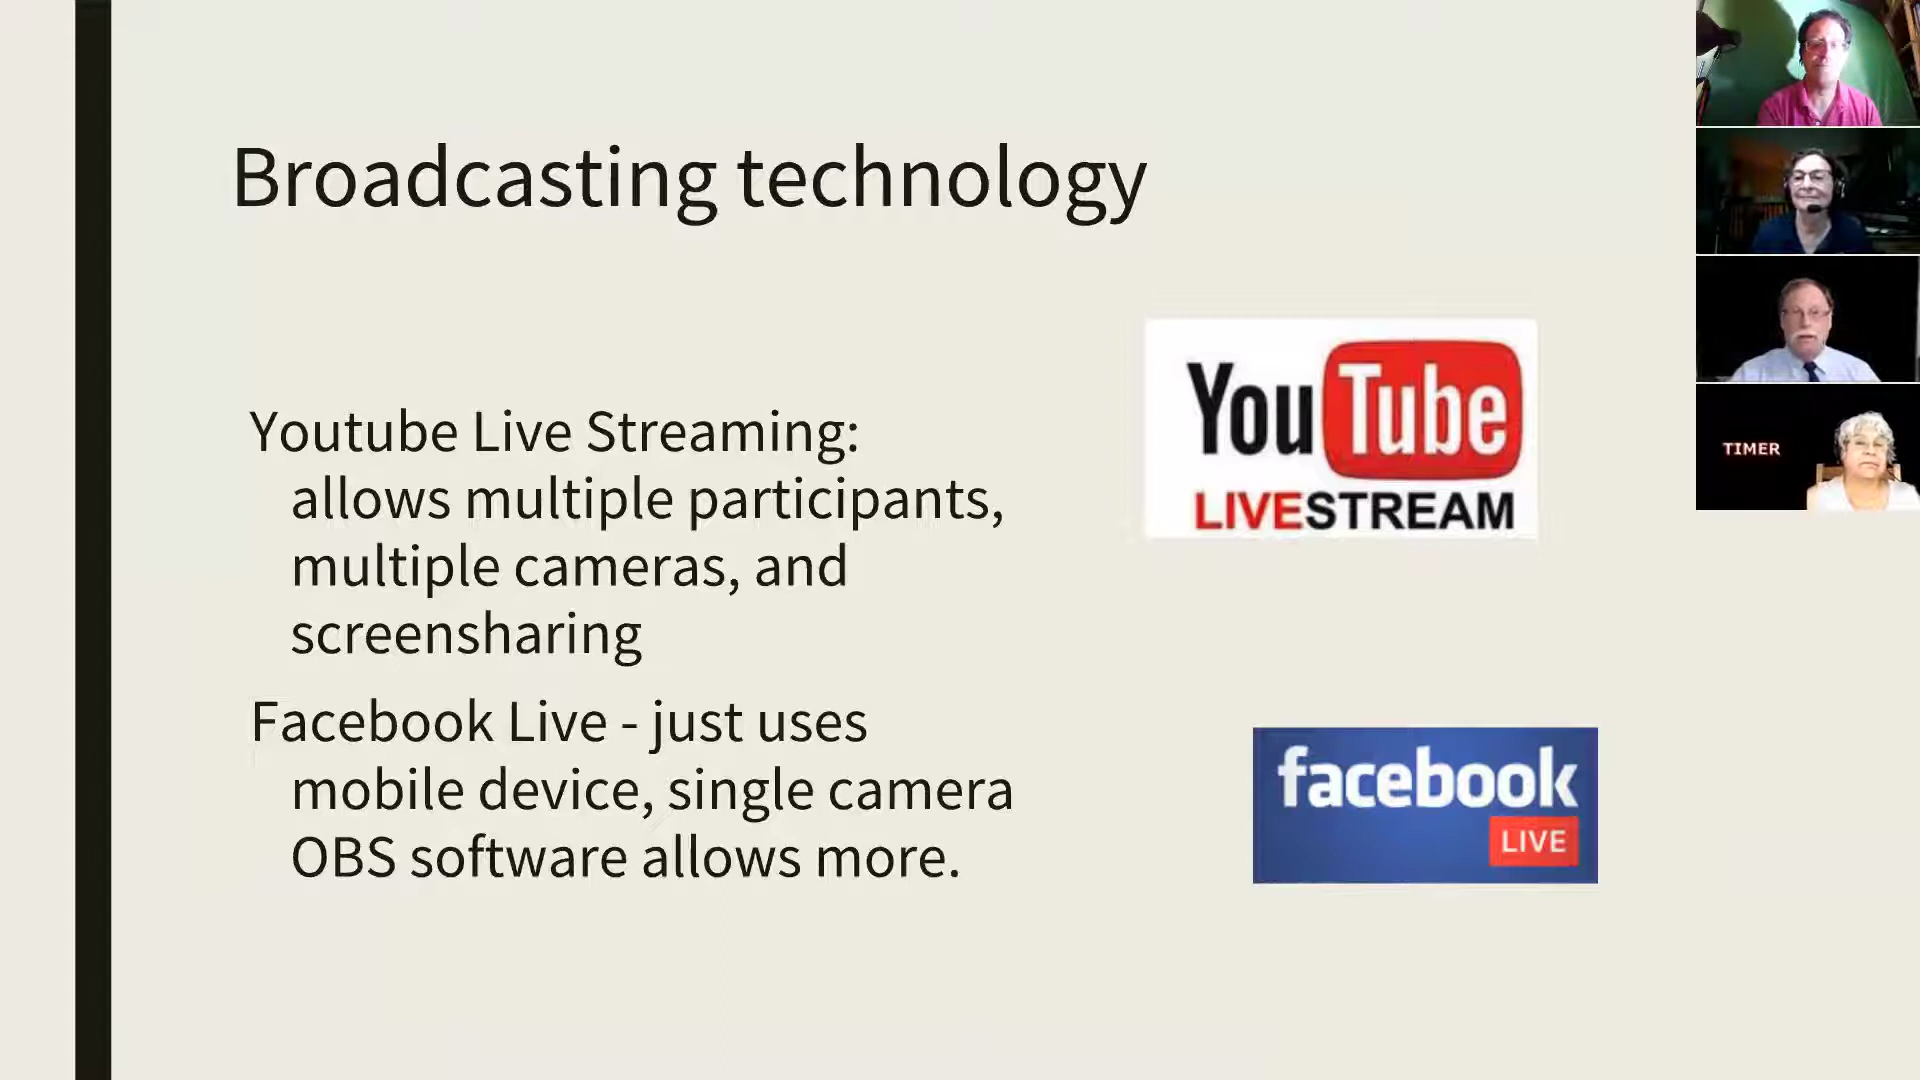 Broadcasting technology
Youtube Live Streaming:
allows multiple participants,
multiple cameras, and
screensharing
Facebook Live - just uses
mobile device, single camera
OBS software allows more.
YouTube
LIVESTREAM
facebook
LIVE
TIMER